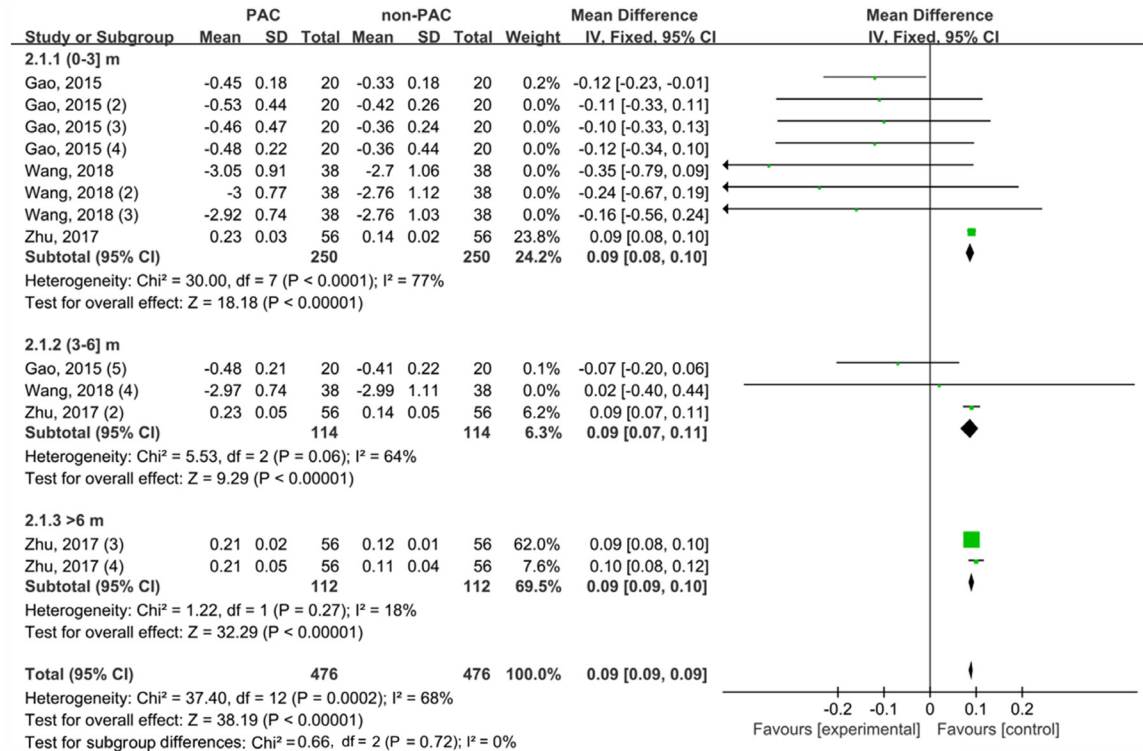 PAC non-PAC Mean Difference Mean Difference
Study or Subgroup Mean SD Total Mean SD Total Weight IV, Fixed, 95% CI IV, Fixed, 95% CI
2.1.1 (0-3] m
Gao, 2015 -0.45 0.18 20 -0.33 0.18 20 0.2% -0.12 [-0.23, -0.01]
Gao, 2015 (2) -0.53 0.44 20 -0.42 0.26 20 0.0% -0.11 [-0.33, 0.11]
Gao, 2015 (3) -0.46 0.47 20 -0.36 0.24 20 0.0% -0.10 [-0.33, 0.13]
Gao, 2015 (4) -0.48 0.22 20 -0.36 0.44 20 0.0% -0.12 [-0.34, 0.10]
Wang, 2018 -3.05 0.91 38 -2.7 1.06 38 0.0% -0.35 [-0.79, 0.09]
Wang, 2018 (2) -3 0.77 38 -2.76 1.12 38 0.0% -0.24 [-0.67, 0.19]
Wang, 2018 (3) -2.92 0.74 38 -2.76 1.03 38 0.0% -0.16 [-0.56, 0.24]
Zhu, 2017 0.23 0.03 56 0.14 0.02 56 23.8% 0.09 [0.08, 0.10]
Subtotal (95% CI) 250 250 24.2% 0.09 [0.08, 0.10]
Heterogeneity: Chi² = 30.00, df = 7 (P < 0.0001); I² = 77%
Test for overall effect: Z = 18.18 (P < 0.00001)
2.1.2 (3-6] m
Gao, 2015 (5) -0.48 0.21 20 -0.41 0.22 20 0.1% -0.07 [-0.20, 0.06]
Wang, 2018 (4) -2.97 0.74 38 -2.99 1.11 38 0.0% 0.02 [-0.40, 0.44]
Zhu, 2017 (2) 0.23 0.05 56 0.14 0.05 56 6.2% 0.09 [0.07, 0.11]
Subtotal (95% CI) 114 114 6.3% 0.09 [0.07, 0.11]
Heterogeneity: Chi² = 5.53, df = 2 (P = 0.06); I² = 64%
Test for overall effect: Z = 9.29 (P < 0.00001)
2.1.3 >6 m
Zhu, 2017 (3) 0.21 0.02 56 0.12 0.01 56 62.0% 0.09 [0.08, 0.10]
Zhu, 2017 (4) 0.21 0.05 56 0.11 0.04 56 7.6% 0.10 [0.08, 0.12]
Subtotal (95% CI) 112 112 69.5% 0.09 [0.09, 0.10]
Heterogeneity: Chi² = 1.22, df = 1 (P = 0.27); I² = 18%
Test for overall effect: Z = 32.29 (P < 0.00001)
Total (95% CI) 476 476 100.0% 0.09 [0.09, 0.09]
Heterogeneity: Chi² = 37.40, df = 12 (P = 0.0002); I² = 68%
Test for overall effect: Z = 38.19 (P < 0.00001)
Test for subgroup differences: Chi² = 0.66, df = 2 (P = 0.72); I² = 0%
-0.2 -0.1 0 0.1 0.2
Favours [experimental] Favours [control]